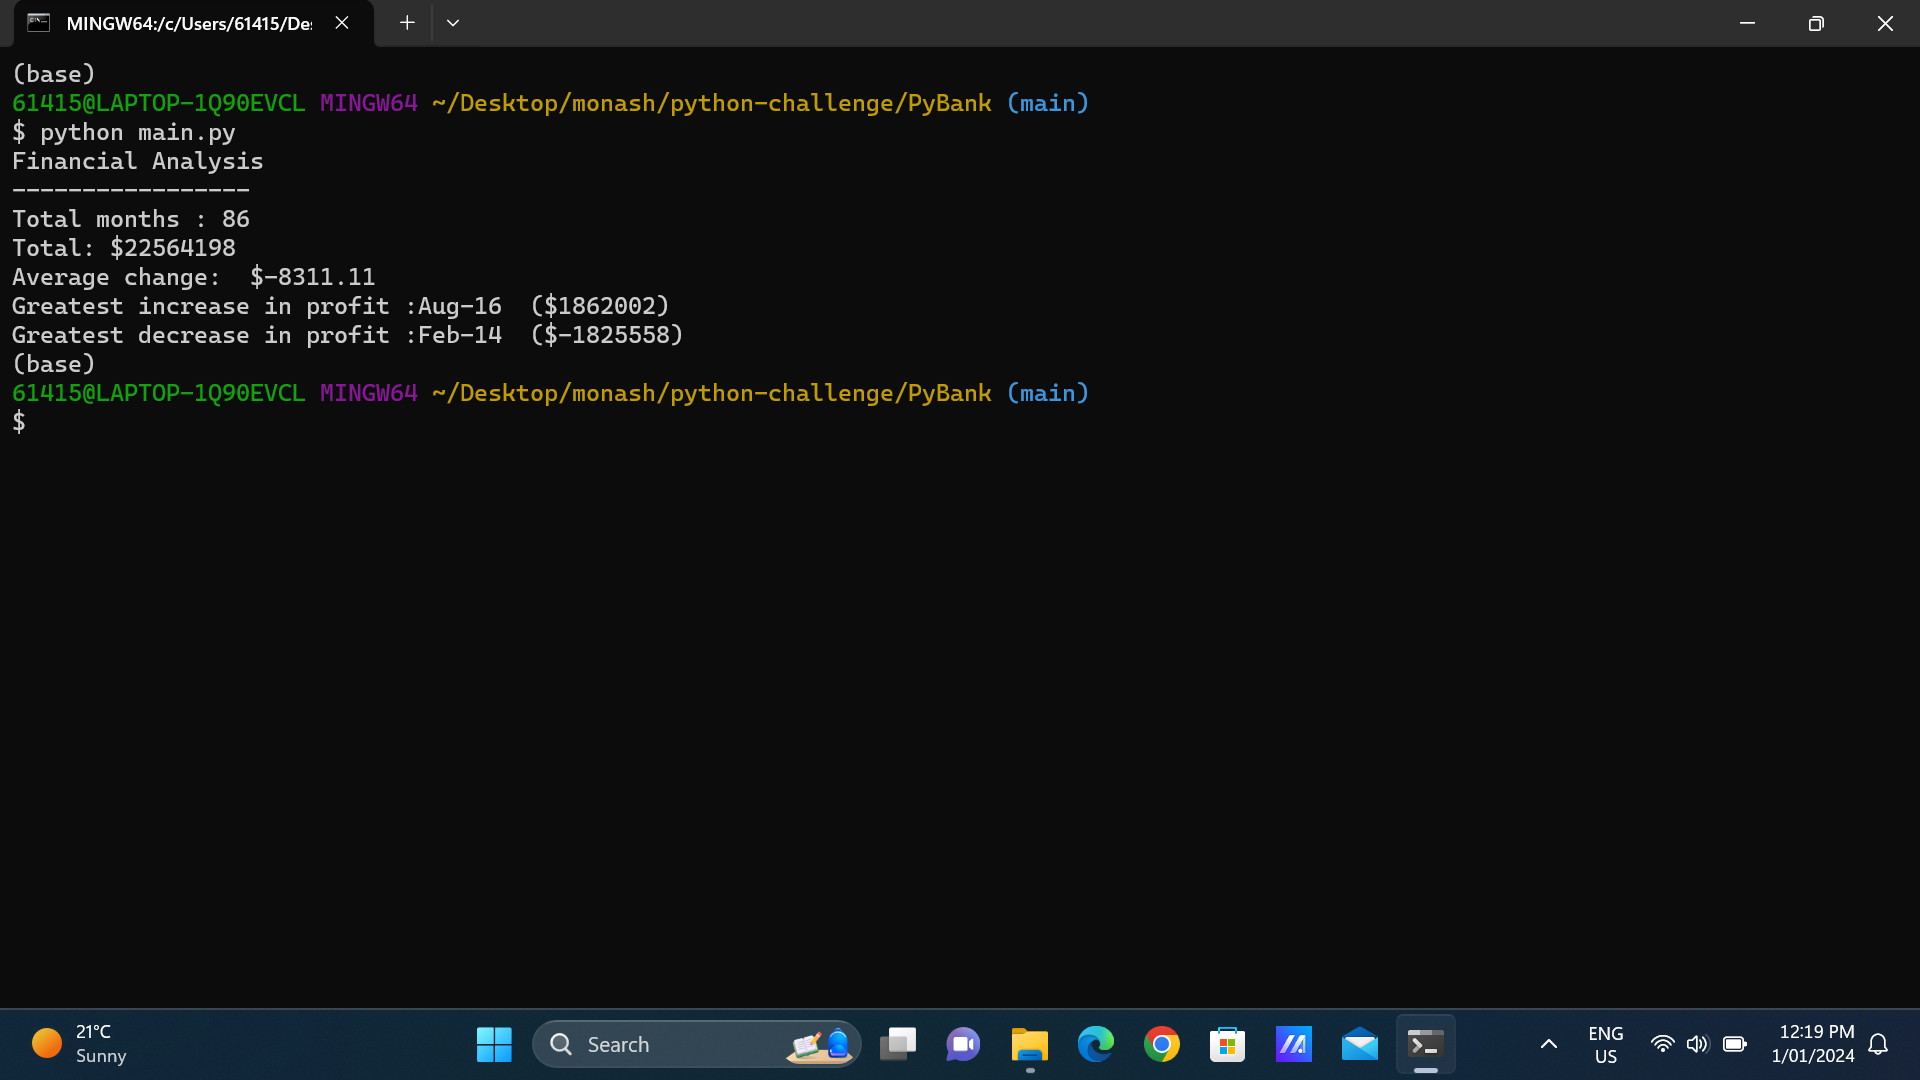 MINGW64:/c/Users/61415/De
(base)
61415@LAPTOP-1Q90EVCL MINGW64 ~/Desktop/monash/python-challenge/PyBank (main)
$ python main.py
Financial Analysis
-----------------
Total months : 86
Total: $22564198
Average change:  $-8311.11
Greatest increase in profit :Aug-16  ($1862002)
Greatest decrease in profit :Feb-14  ($-1825558)
(base)
61415@LAPTOP-1Q90EVCL MINGW64 ~/Desktop/monash/python-challenge/PyBank (main)
$
21°C
Sunny
Search
ENG
US
12:19 PM
1/01/2024